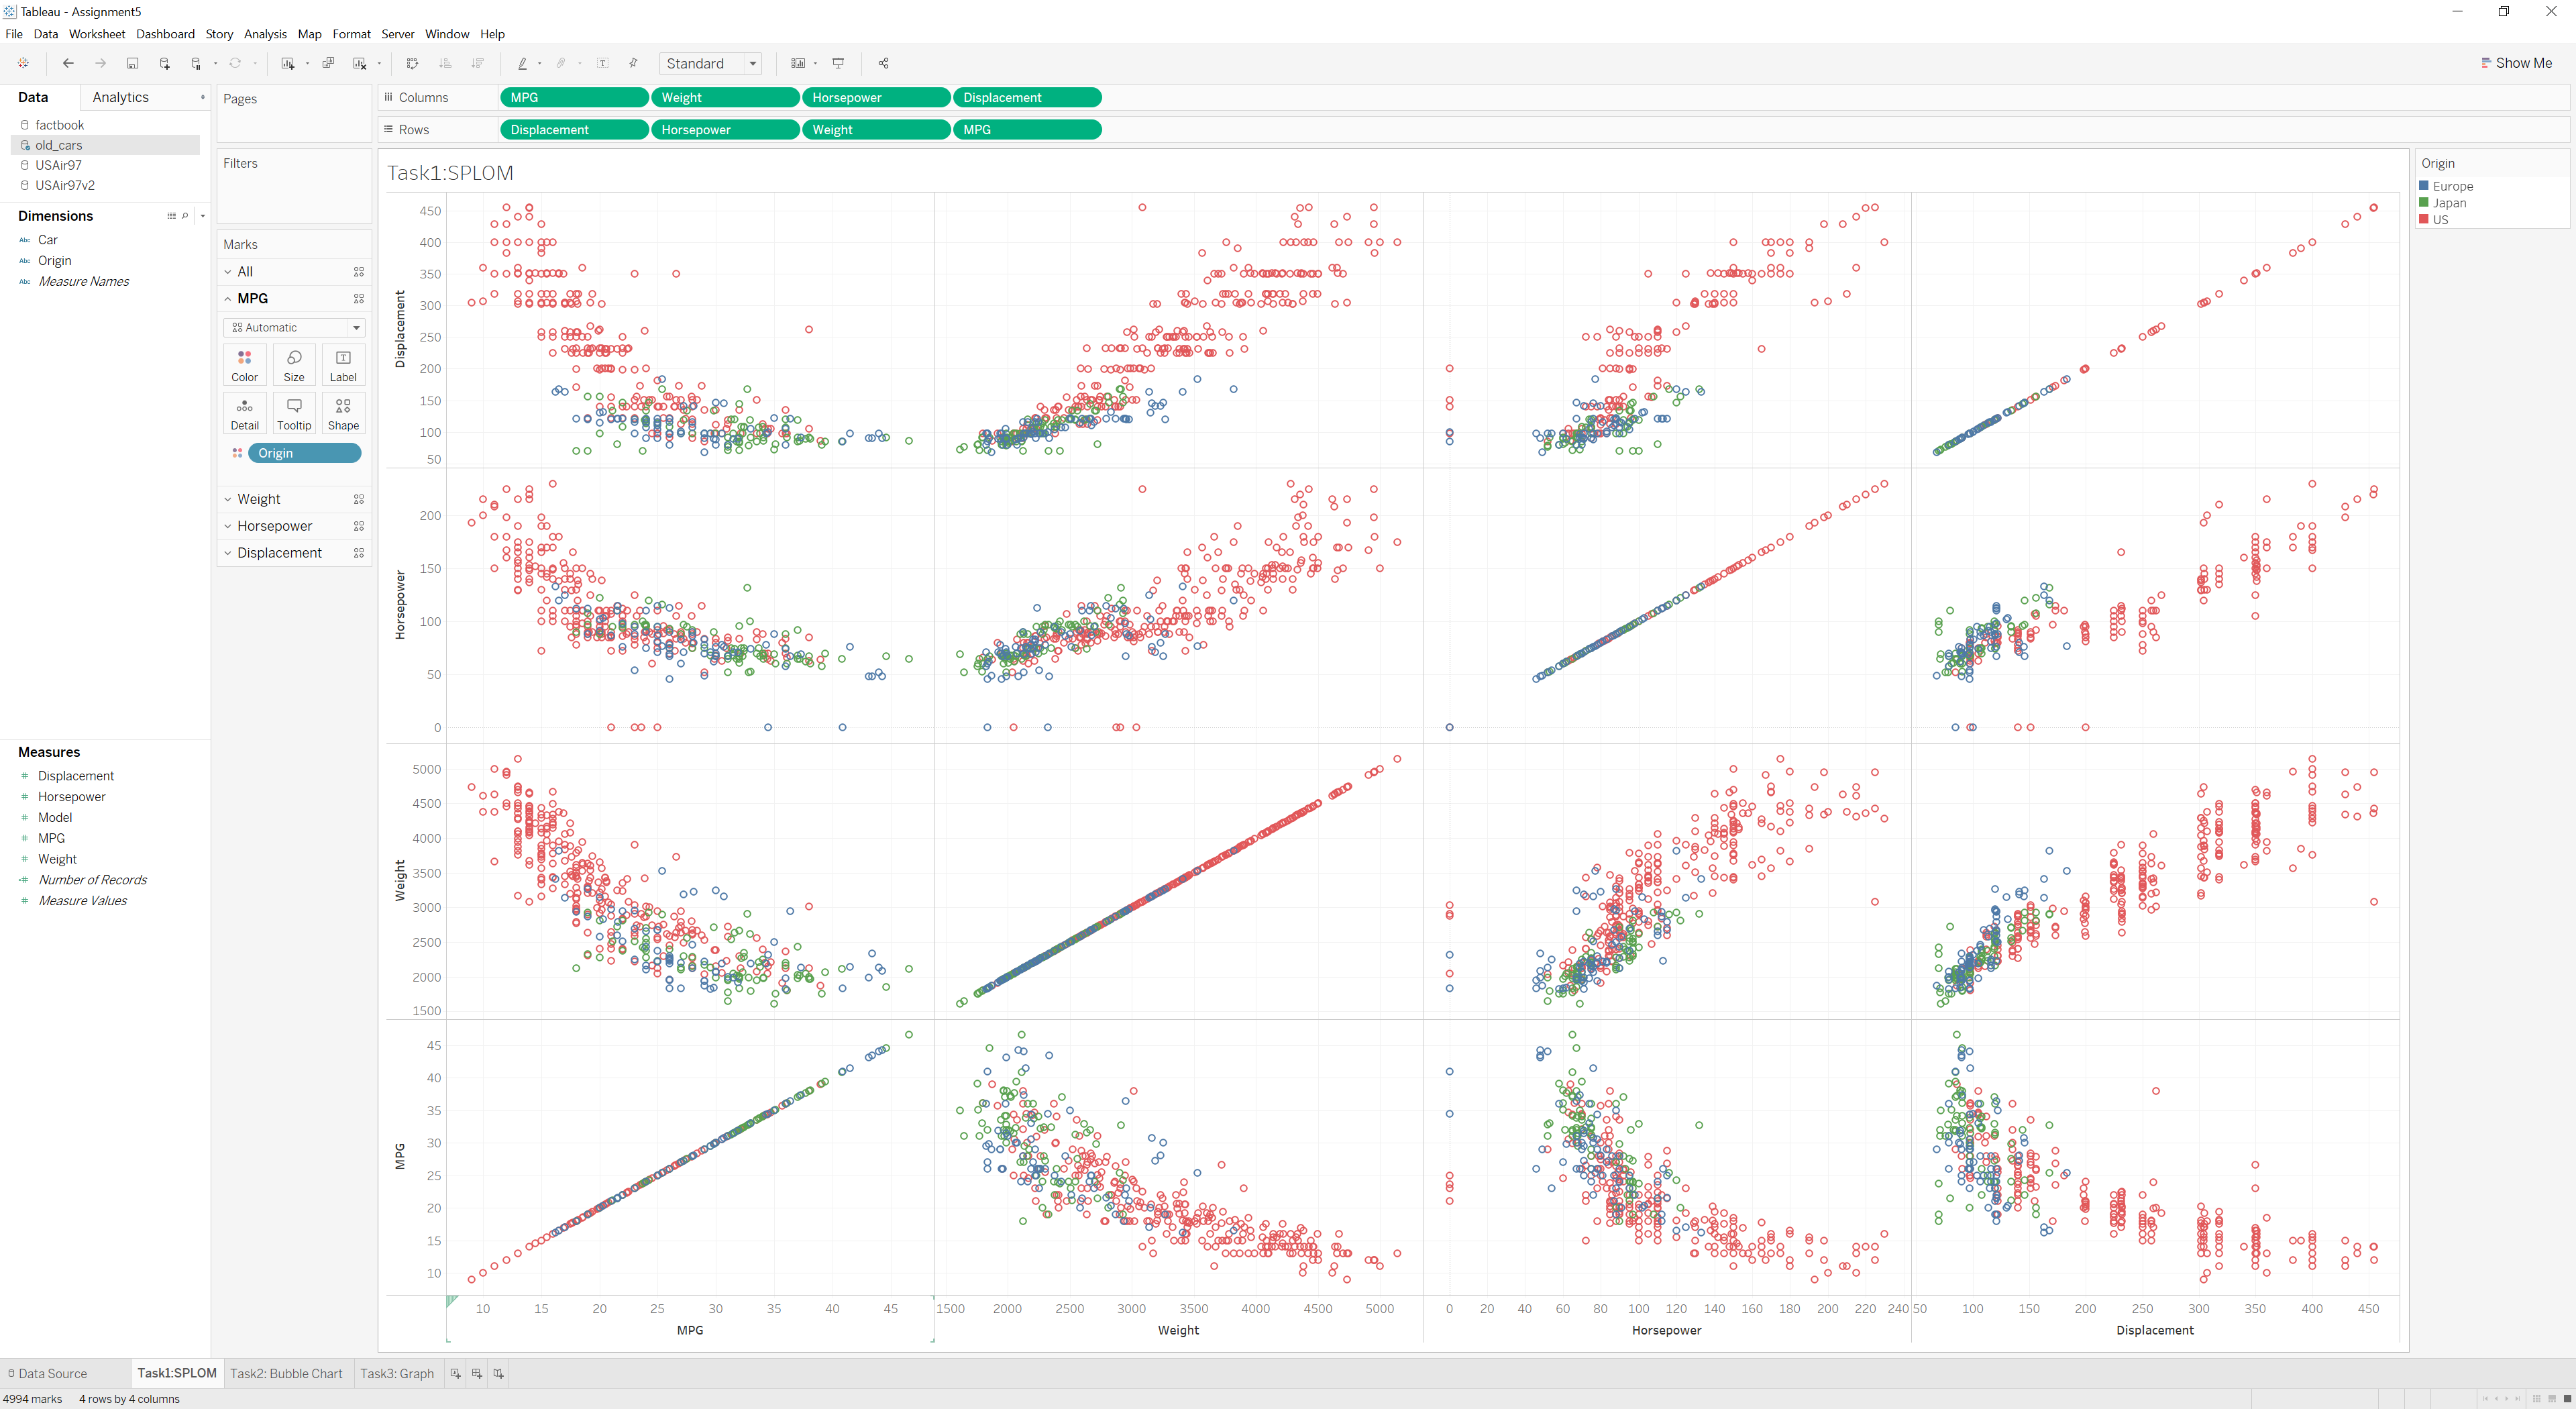 Tableau - Assignment5
File Data Worksheet Dashboard Story Analysis Map Format Server Window Help
Standard
Show Me
Data Analytics
factbook
old_cars
USAir97
USAir97v2
Dimensions
Abc Car
Abc Origin
Abc Measure Names
Measures
# Displacement
# Horsepower
# Model
# MPG
# Weight
=# Number of Records
# Measure Values
Pages
Filters
Marks
All
MPG
Automatic
Color Size Label
Detail Tooltip Shape
Origin
Weight
Horsepower
Displacement
Columns MPG Weight Horsepower Displacement
Rows Displacement Horsepower Weight MPG
Task1:SPLOM
Displacement
450
400
350
300
250
200
150
100
50
Horsepower
200
150
100
50
0
Weight
5000
4500
4000
3500
3000
2500
2000
1500
MPG
45
40
35
30
25
20
15
10
10 15 20 25 30 35 40 45 1500 2000 2500 3000 3500 4000 4500 5000 0 20 40 60 80 100 120 140 160 180 200 220 240 50 100 150 200 250 300 350 400 450
MPG Weight Horsepower Displacement
Origin
Europe
Japan
US
Data Source Task1:SPLOM Task2: Bubble Chart Task3: Graph
4994 marks 4 rows by 4 columns